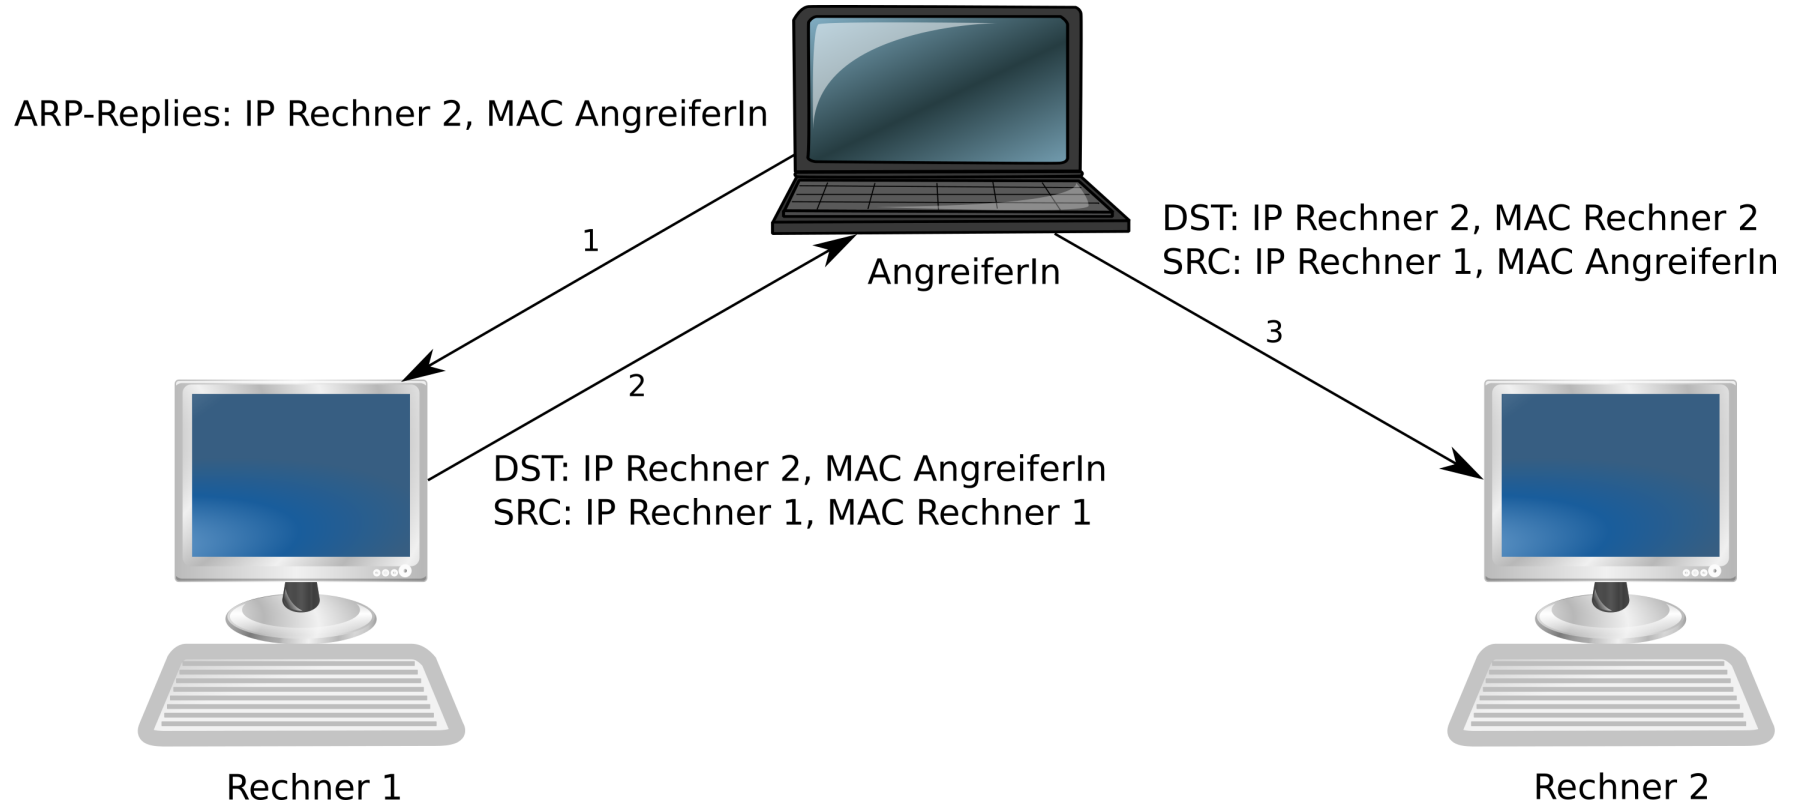 ARP-Replies: IP Rechner 2, MAC AngreiferIn
DST: IP Rechner 2, MAC Rechner 2
SRC: IP Rechner 1, MAC AngreiferIn
1
AngreiferIn
3
2
DST: IP Rechner 2, MAC AngreiferIn
SRC: IP Rechner 1, MAC Rechner 1
Rechner 1
Rechner 2